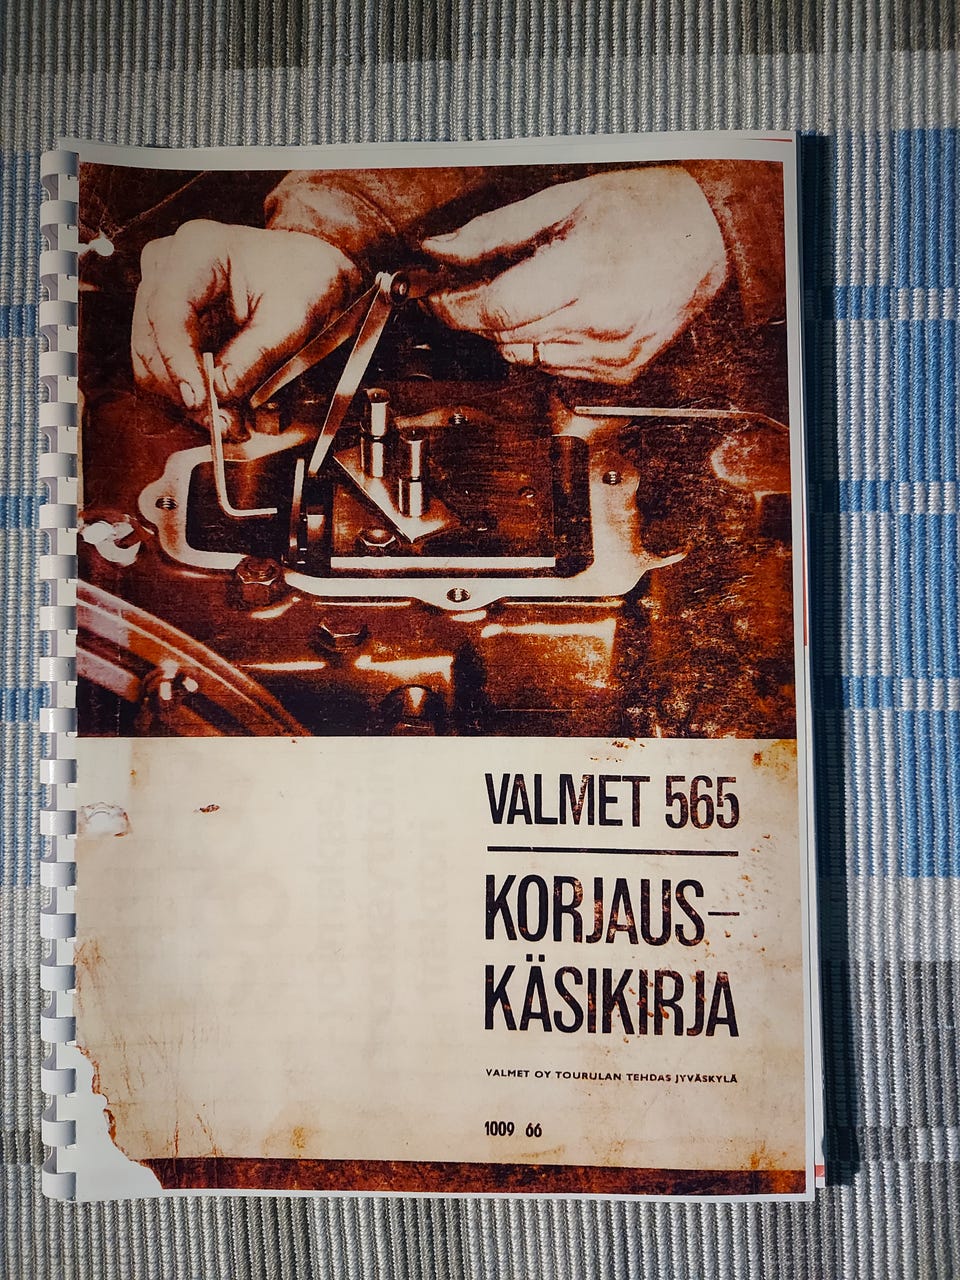 VALMET 565
KORJAUS-
KÄSIKIRJA
VALMET OY TOURULAN TEHDAS JYVÄSKYLÄ
1009 66